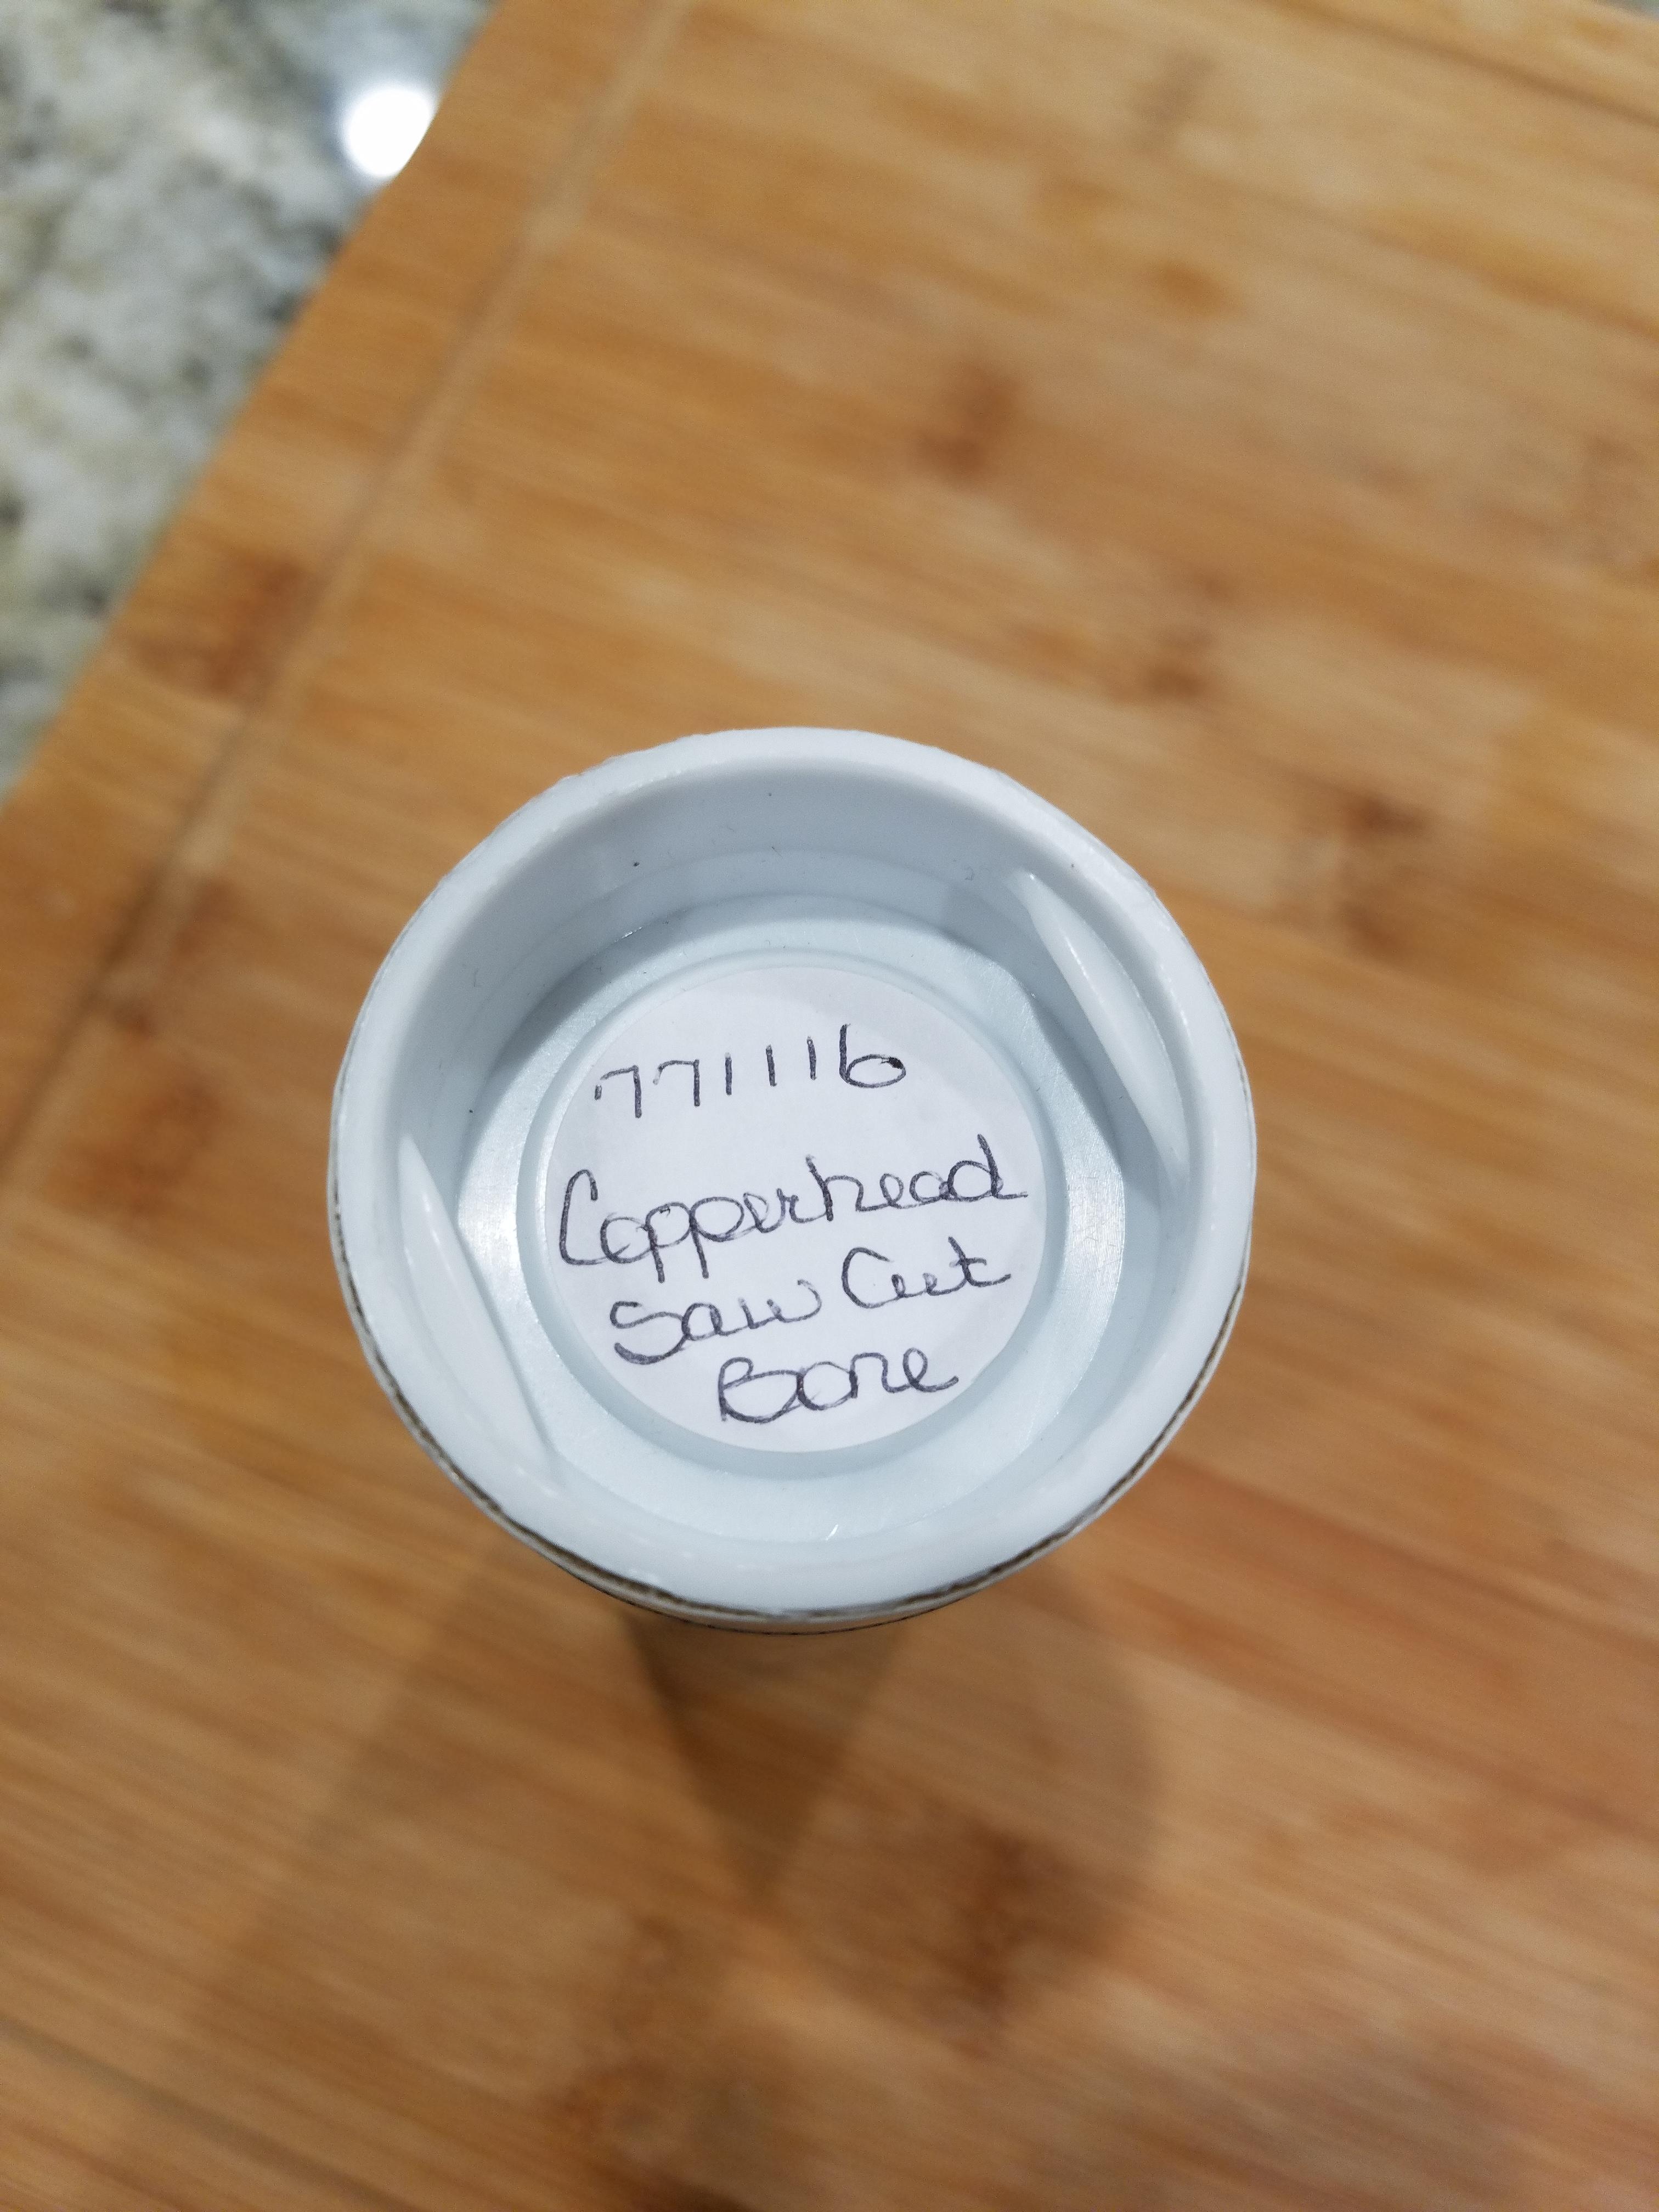 771116
Copperhead
Saw Cut
Bone